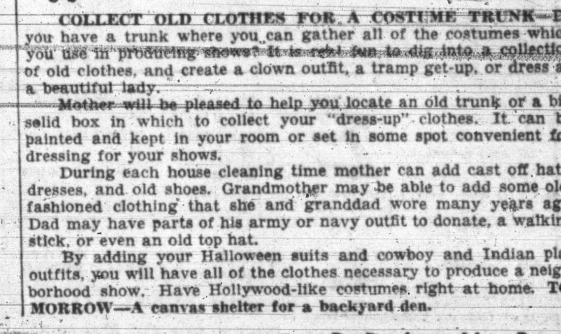 COLLECT OLD CLOTHES FOR A COSTUME TRUNK—D
you have a trunk where you can gather all of the costumes whic
you use in producing shows? It is real fun to dig into a collectio
of old clothes, and create a clown outfit, a tramp get-up, or dress a
a beautiful lady.
Mother will be pleased to help you locate an old trunk or a bi
solid box in which to collect your "dress-up" clothes. It can b
painted and kept in your room or set in some spot convenient fo
dressing for your shows.
During each house cleaning time mother can add cast off hat
dresses, and old shoes. Grandmother may be able to add some ol
fashioned clothing that she and granddad wore many years ag
Dad may have parts of his army or navy outfit to donate, a walkin
stick, or even an old top hat.
By adding your Halloween suits and cowboy and Indian pla
outfits, you will have all of the clothes necessary to produce a neig
borhood show. Have Hollywood-like costumes right at home. T
MORROW—A canvas shelter for a backyard den.